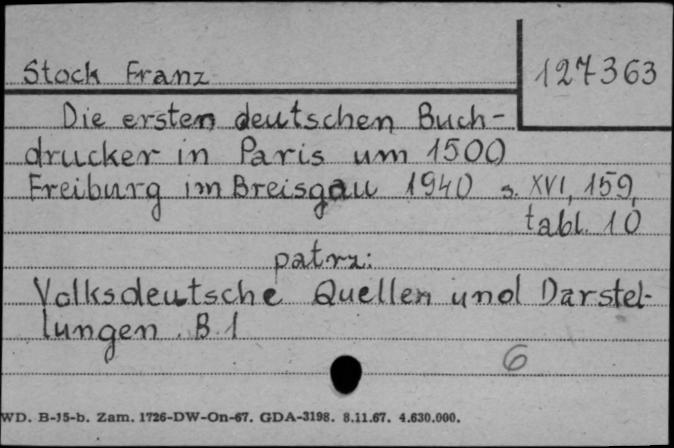 Stock Franz
127363
Die ersten deutschen Buch-
drucker in Paris um 1500
Freiburg im Breisgau 1940 s. XVI, 159,
tabl. 10
patrz:
Volksdeutsche Quellen und Darstel-
lungen. B 1
6
WD. B-15-b. Zam. 1726-DW-On-67. GDA-3198. 8.11.67. 4.630.000.